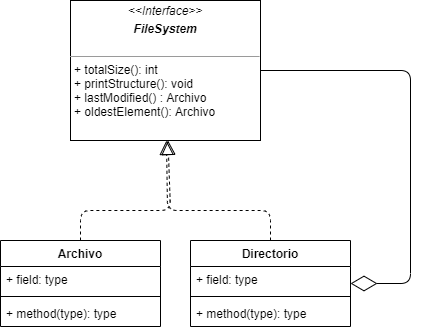 <<Interface>>
FileSystem
+ totalSize(): int
+ printStructure(): void
+ lastModified() : Archivo
+ oldestElement(): Archivo
Archivo
+ field: type
+ method(type): type
Directorio
+ field: type
+ method(type): type